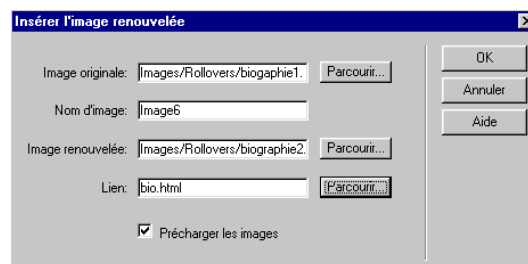 Insérer l'image renouvelée
Image originale: Images/Rollovers/biogaphie1. Parcourir... OK
Nom d'image: Image6 Annuler
Aide
Image renouvelée: Images/Rollovers/biographie2. Parcourir...
Lien: bio.html Parcourir...
Précharger les images